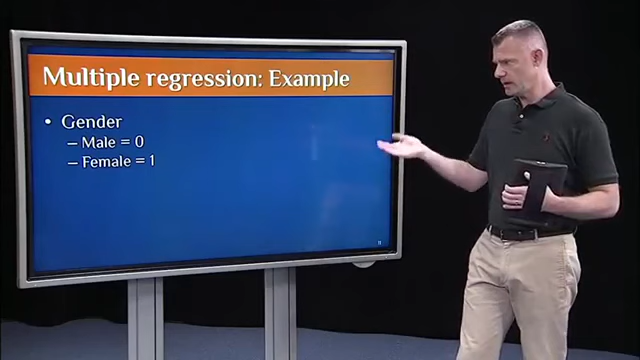 Multiple regression: Example
• Gender
– Male = 0
– Female = 1